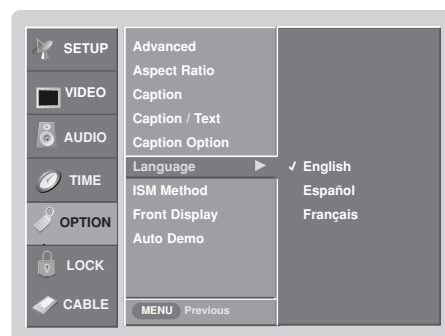 SETUP
VIDEO
AUDIO
TIME
OPTION
LOCK
CABLE
Advanced
Aspect Ratio
Caption
Caption / Text
Caption Option
Language
ISM Method
Front Display
Auto Demo
MENU Previous
✓ English
Español
Français